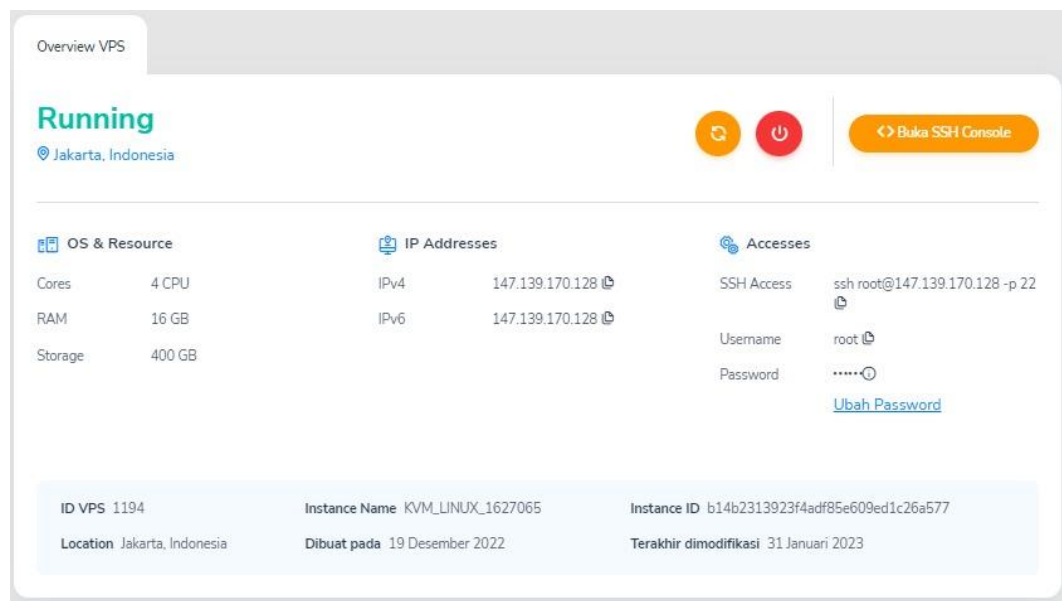 Overview VPS
Running
Jakarta, Indonesia
<> Buka SSH Console
OS & Resource
Cores 4 CPU
RAM 16 GB
Storage 400 GB
IP Addresses
IPv4 147.139.170.128
IPv6 147.139.170.128
Accesses
SSH Access ssh root@147.139.170.128 -p 22
Username root
Password ······
Ubah Password
ID VPS 1194 Instance Name KVM_LINUX_1627065 Instance ID b14b2313923f4adf85e609ed1c26a577
Location Jakarta, Indonesia Dibuat pada 19 Desember 2022 Terakhir dimodifikasi 31 Januari 2023